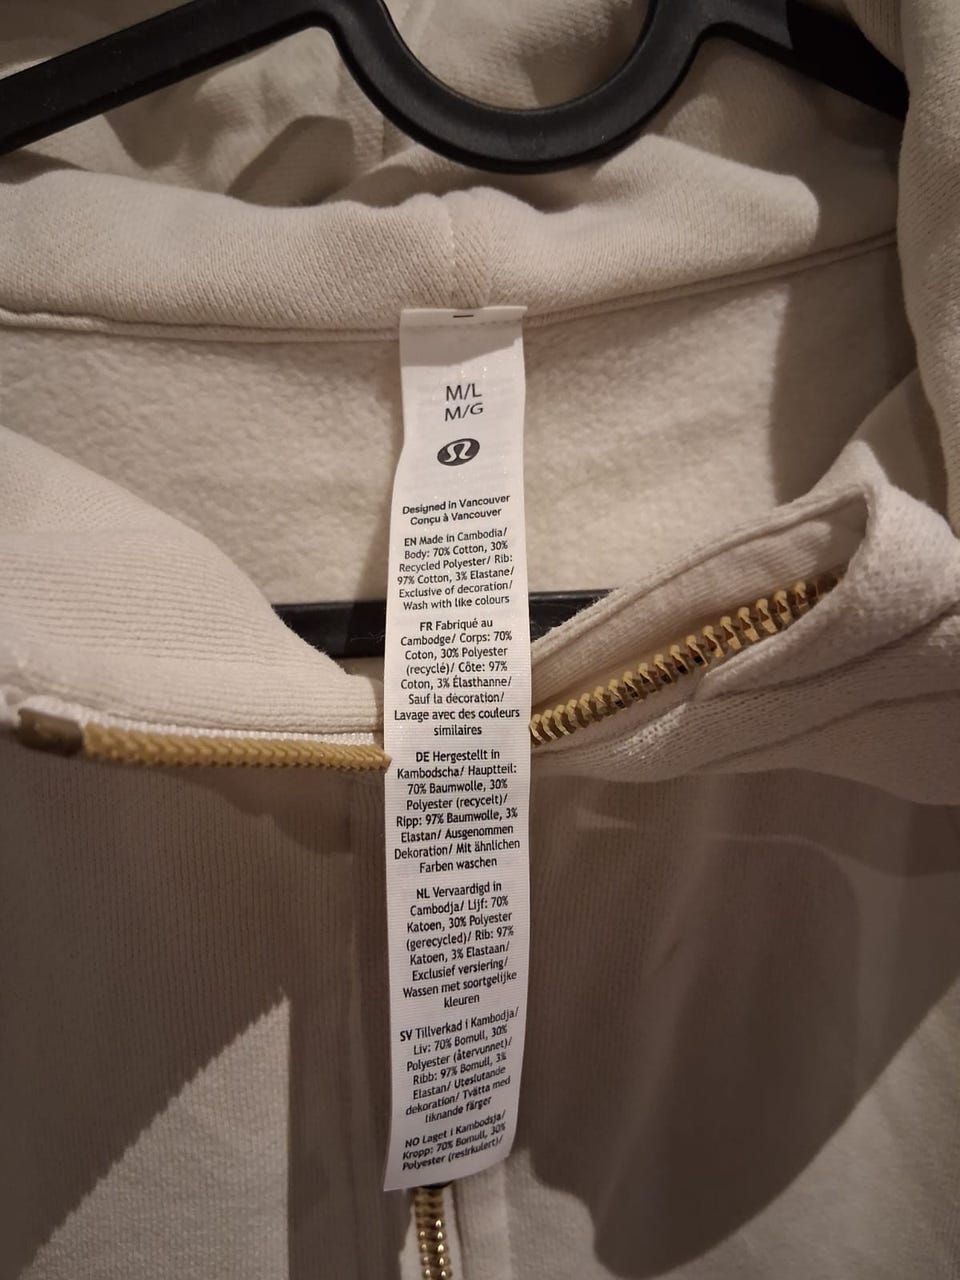 M/L
M/G
Designed in Vancouver
Conçu à Vancouver
EN Made in Cambodia/
Body: 70% Cotton, 30%
Recycled Polyester/ Rib:
97% Cotton, 3% Elastane/
Exclusive of decoration/
Wash with like colours
FR Fabriqué au
Cambodge/ Corps: 70%
Coton, 30% Polyester
(recyclé)/ Côte: 97%
Coton, 3% Élasthanne/
Sauf la décoration/
Lavage avec des couleurs
similaires
DE Hergestellt in
Kambodscha/ Hauptteil:
70% Baumwolle, 30%
Polyester (recycelt)/
Ripp: 97% Baumwolle, 3%
Elastan/ Ausgenommen
Dekoration/ Mit ähnlichen
Farben waschen
NL Vervaardigd in
Cambodja/ Lijf: 70%
Katoen, 30% Polyester
(gerecycled)/ Rib: 97%
Katoen, 3% Elastaan/
Exclusief versiering/
Wassen met soortgelijke
kleuren
SV Tillverkad i Kambodja/
Liv: 70% Bomull, 30%
Polyester (återvunnet)/
Ribb: 97% Bomull, 3%
Elastan/ Uteslutande
dekoration/ Tvätta med
liknande färger
NO Laget i Kambodsja/
Kropp: 70% Bomull, 30%
Polyester (resirkulert)/